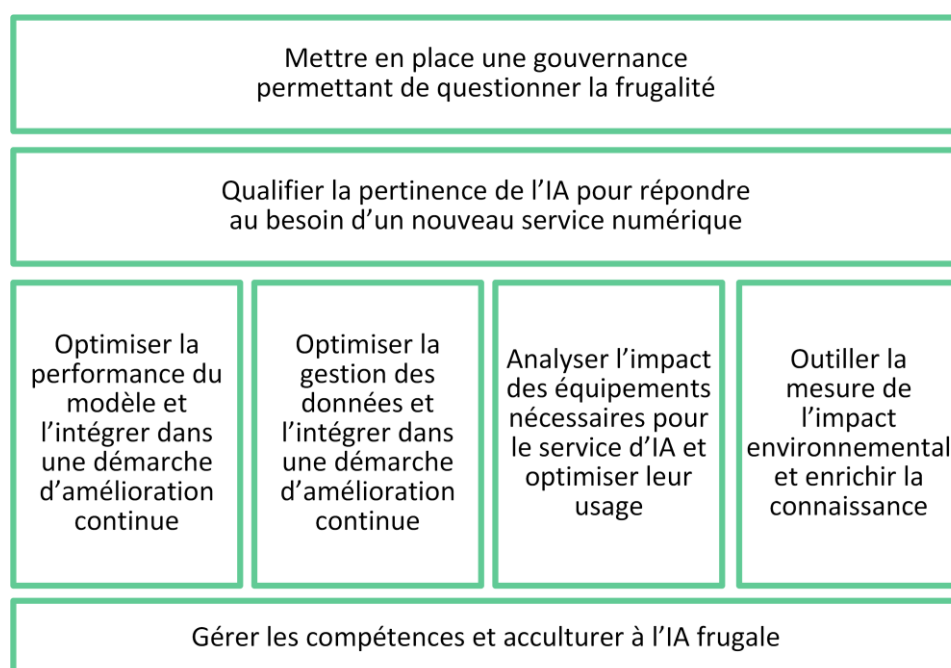 Mettre en place une gouvernance
permettant de questionner la frugalité
Qualifier la pertinence de l’IA pour répondre
au besoin d’un nouveau service numérique
Optimiser la
performance du
modèle et
l’intégrer dans
une démarche
d’amélioration
continue
Optimiser la
gestion des
données et
l’intégrer dans
une démarche
d’amélioration
continue
Analyser l’impact
des équipements
nécessaires pour
le service d’IA et
optimiser leur
usage
Outiller la
mesure de
l’impact
environnemental
et enrichir la
connaissance
Gérer les compétences et acculturer à l’IA frugale